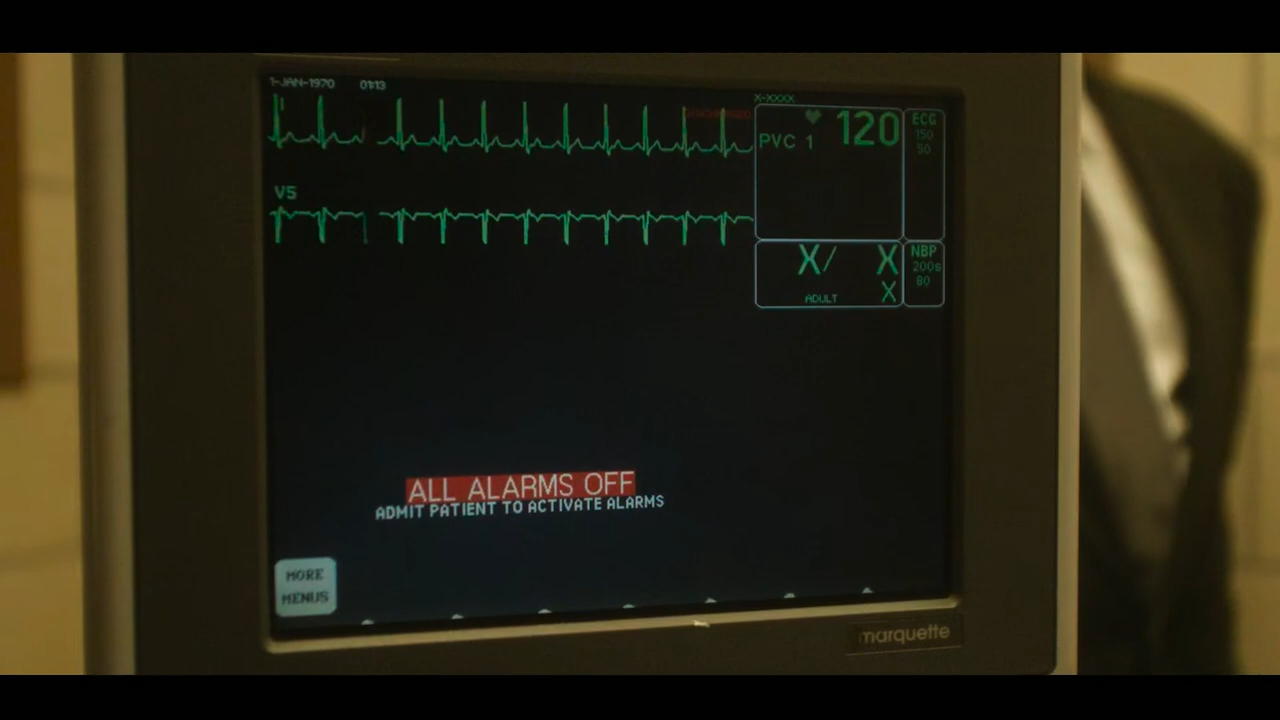 1-JAN-1970 01:13
X-XXXX
PVC 1 120
ECG
150
50
V5
X/ X
ADULT X
NBP
200s
80
ALL ALARMS OFF
ADMIT PATIENT TO ACTIVATE ALARMS
MORE
MENUS
marquette